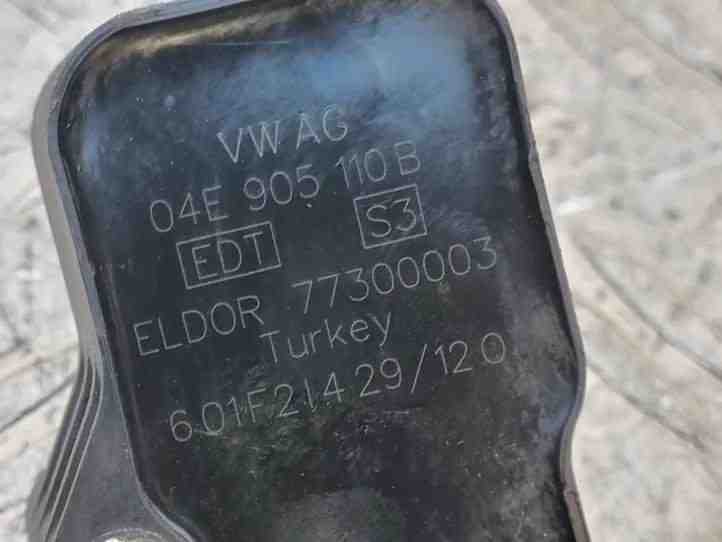 VW AG
04E 905 110 B
EDT S3
ELDOR 77300003
Turkey
601F21429/120